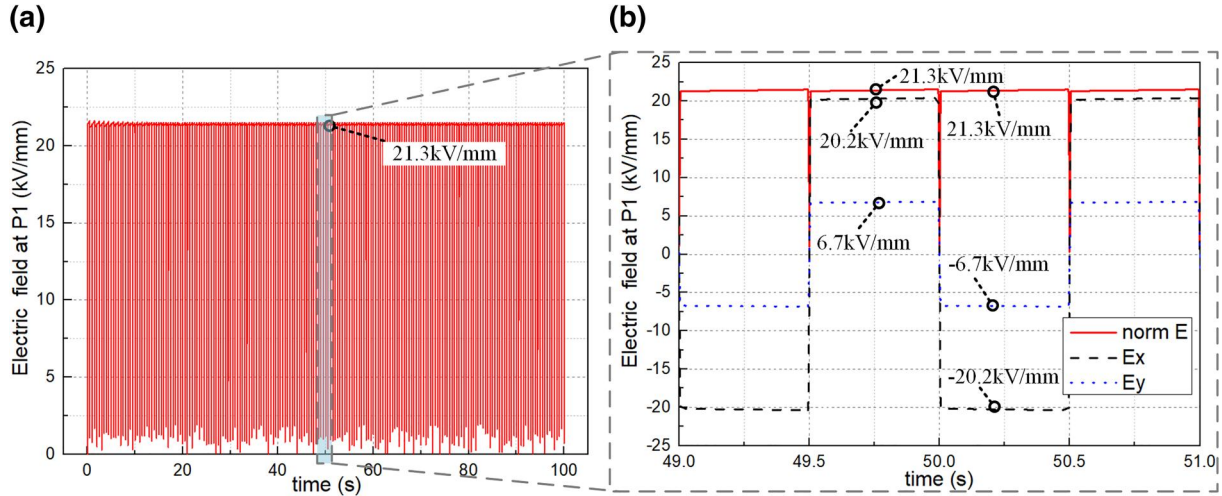 (a)
(b)
Electric field at P1 (kV/mm)
25
20
15
10
5
0
21.3kV/mm
0 20 40 60 80 100
time (s)
Electric field at P1 (kV/mm)
25
20
15
10
5
0
-5
-10
-15
-20
-25
21.3kV/mm
20.2kV/mm
21.3kV/mm
6.7kV/mm
-6.7kV/mm
-20.2kV/mm
norm E
Ex
Ey
49.0 49.5 50.0 50.5 51.0
time (s)